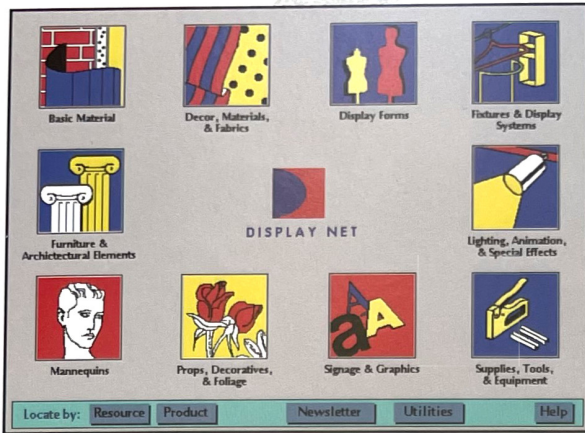 Basic Material
Decor, Materials,
& Fabrics
Display Forms
Fixtures & Display
Systems
Furniture &
Archictectural Elements
DISPLAY NET
Lighting, Animation,
& Special Effects
Mannequins
Props, Decoratives,
& Foliage
Signage & Graphics
a A A
Supplies, Tools,
& Equipment
Locate by: Resource Product Newsletter Utilities Help